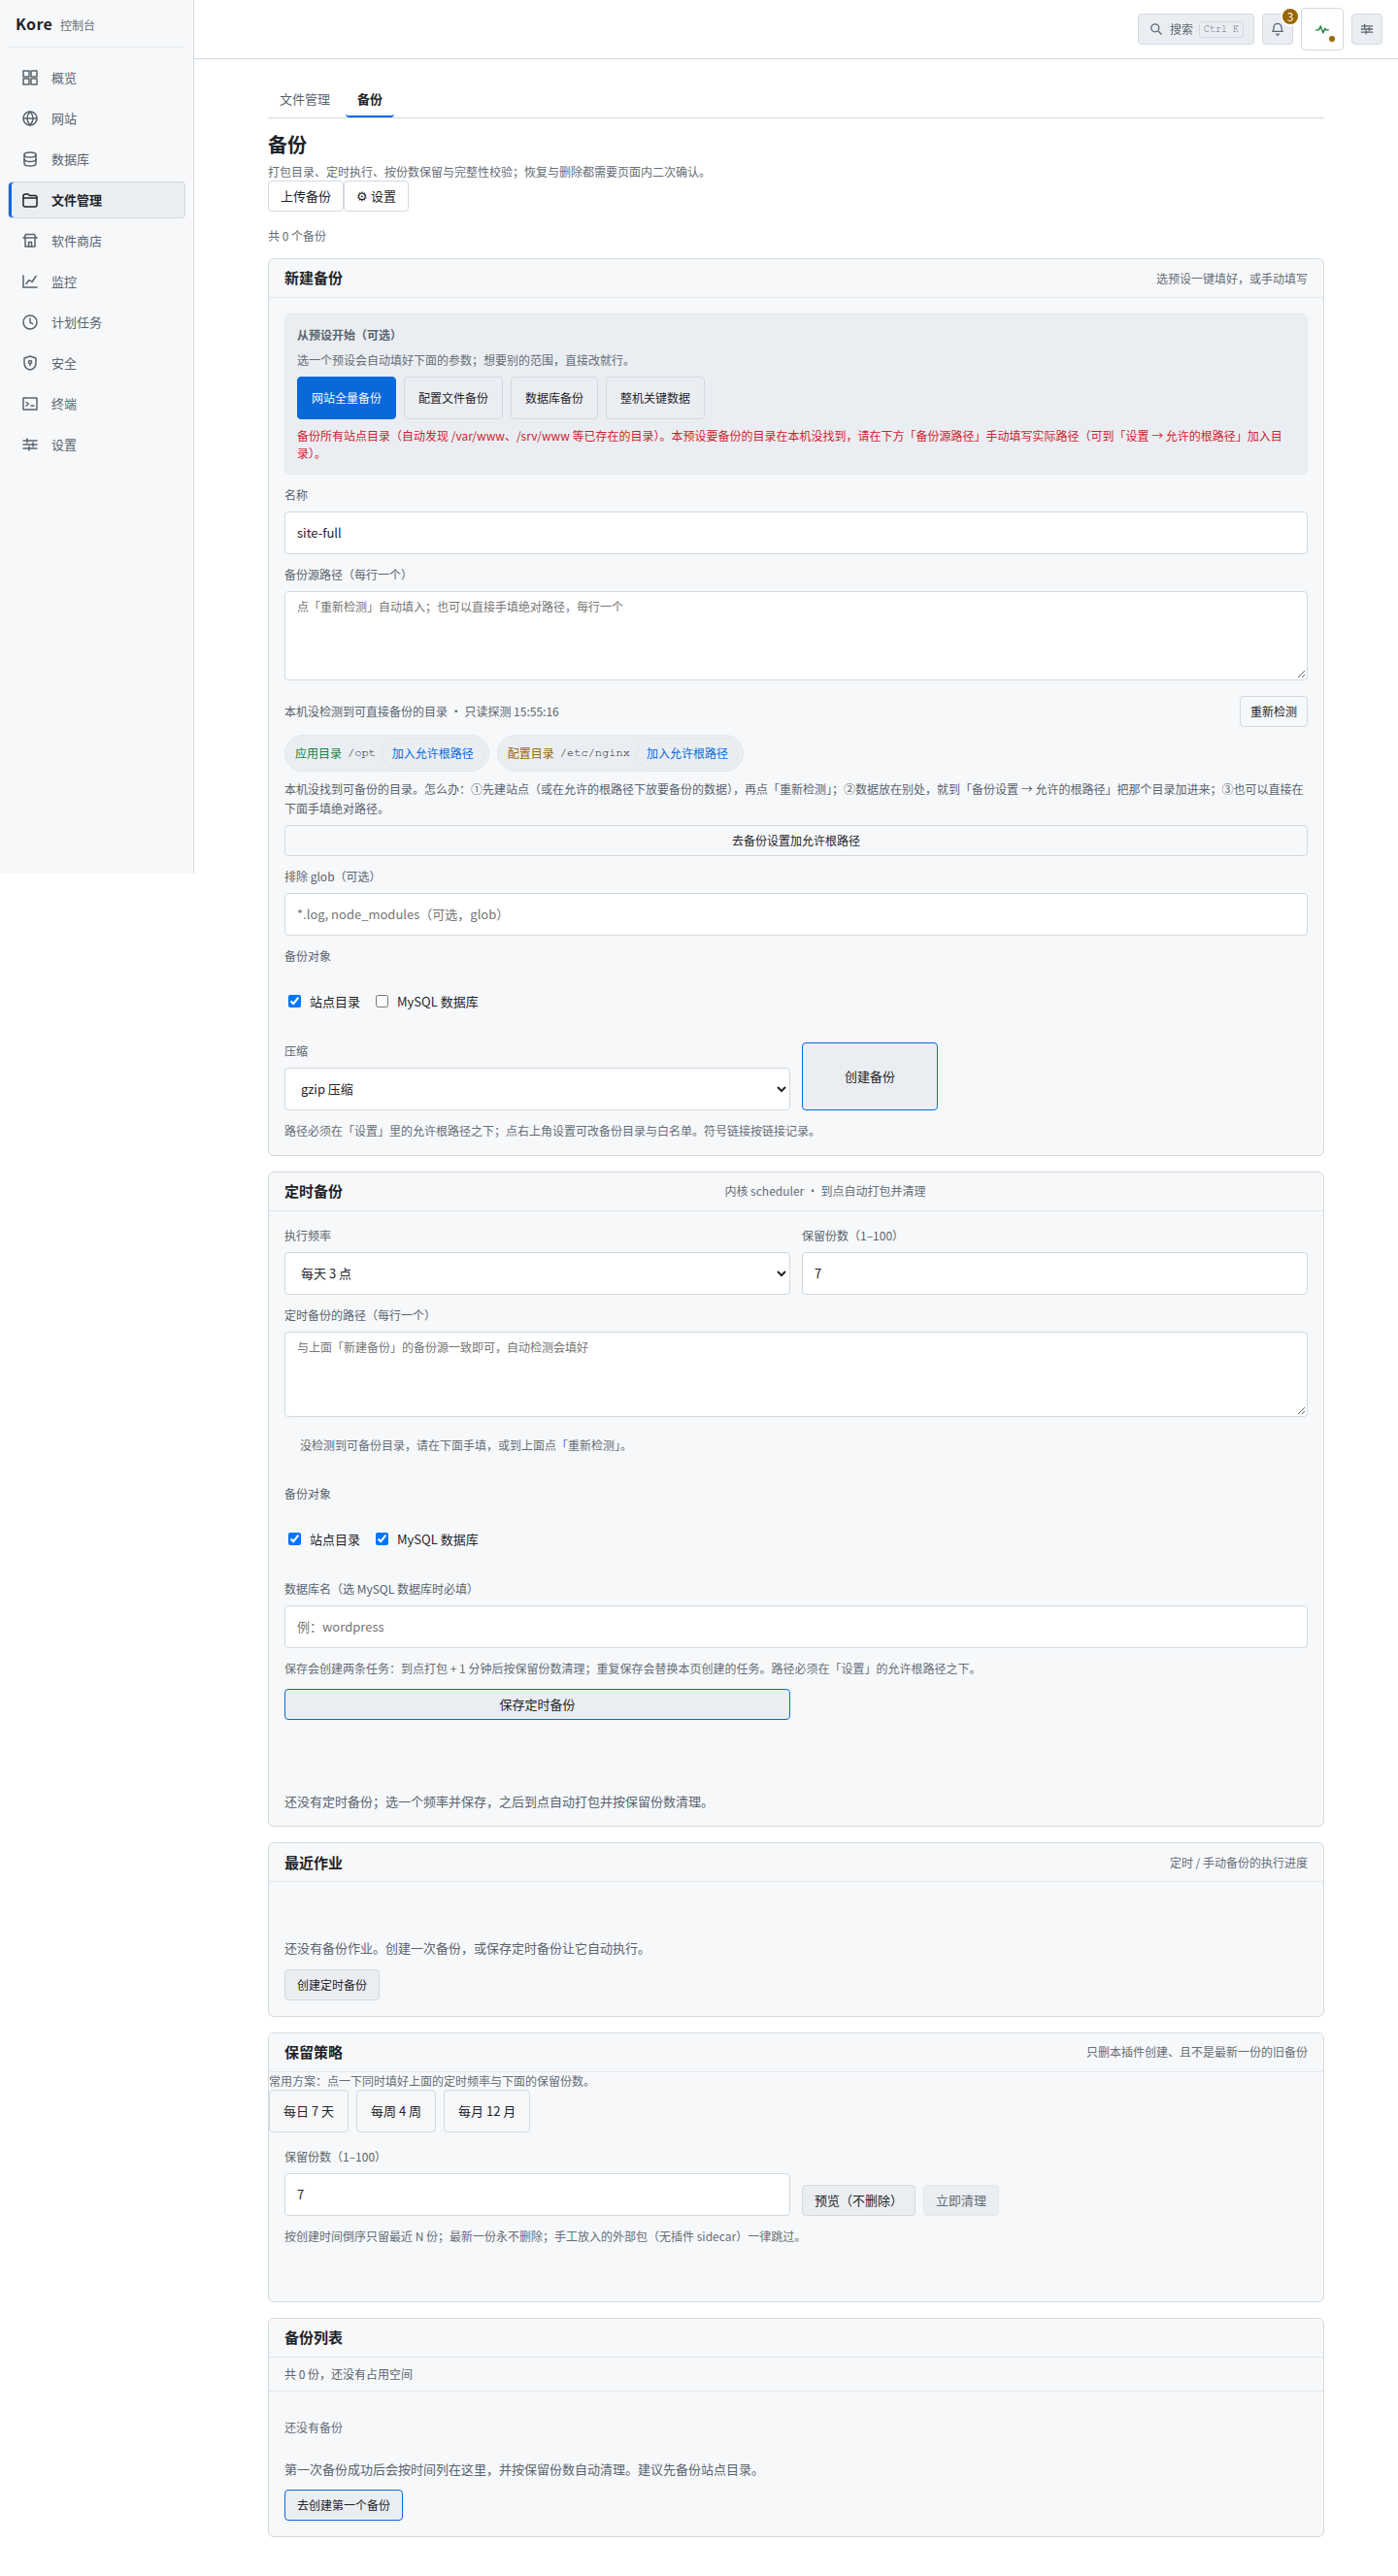 Kore 控制台
搜索 Ctrl K
3
概览
网站
数据库
文件管理
软件商店
监控
计划任务
安全
终端
设置
文件管理 备份
备份
打包目录、定时执行、按份数保留与完整性校验；恢复与删除都需要页面内二次确认。
上传备份 ⚙ 设置
共 0 个备份
新建备份 选预设一键填好，或手动填写
从预设开始（可选）
选一个预设会自动填好下面的参数；想要别的范围，直接改就行。
网站全量备份 配置文件备份 数据库备份 整机关键数据
备份所有站点目录（自动发现 /var/www、/srv/www 等已存在的目录）。本预设要备份的目录在本机没找到，请在下方「备份源路径」手动填写实际路径（可到「设置 → 允许的根路径」加入目
录）。
名称
site-full
备份源路径（每行一个）
点「重新检测」自动填入；也可以直接手填绝对路径，每行一个
本机没检测到可直接备份的目录 · 只读探测 15:55:16 重新检测
应用目录 /opt 加入允许根路径 配置目录 /etc/nginx 加入允许根路径
本机没找到可备份的目录。怎么办：①先建站点（或在允许的根路径下放要备份的数据），再点「重新检测」；②数据放在别处，就到「备份设置 → 允许的根路径」把那个目录加进来；③也可以直接在
下面手填绝对路径。
去备份设置加允许根路径
排除 glob（可选）
*.log, node_modules（可选，glob）
备份对象
站点目录 MySQL 数据库
压缩
gzip 压缩 创建备份
路径必须在「设置」里的允许根路径之下；点右上角设置可改备份目录与白名单。符号链接按链接记录。
定时备份 内核 scheduler · 到点自动打包并清理
执行频率 保留份数（1–100）
每天 3 点 7
定时备份的路径（每行一个）
与上面「新建备份」的备份源一致即可，自动检测会填好
没检测到可备份目录，请在下面手填，或到上面点「重新检测」。
备份对象
站点目录 MySQL 数据库
数据库名（选 MySQL 数据库时必填）
例：wordpress
保存会创建两条任务：到点打包 + 1 分钟后按保留份数清理；重复保存会替换本页创建的任务。路径必须在「设置」的允许根路径之下。
保存定时备份
还没有定时备份；选一个频率并保存，之后到点自动打包并按保留份数清理。
最近作业 定时 / 手动备份的执行进度
还没有备份作业。创建一次备份，或保存定时备份让它自动执行。
创建定时备份
保留策略 只删本插件创建、且不是最新一份的旧备份
常用方案：点一下同时填好上面的定时频率与下面的保留份数。
每日 7 天 每周 4 周 每月 12 月
保留份数（1–100）
7 预览（不删除） 立即清理
按创建时间倒序只留最近 N 份；最新一份永不删除；手工放入的外部包（无插件 sidecar）一律跳过。
备份列表
共 0 份，还没有占用空间
还没有备份
第一次备份成功后会按时间列在这里，并按保留份数自动清理。建议先备份站点目录。
去创建第一个备份